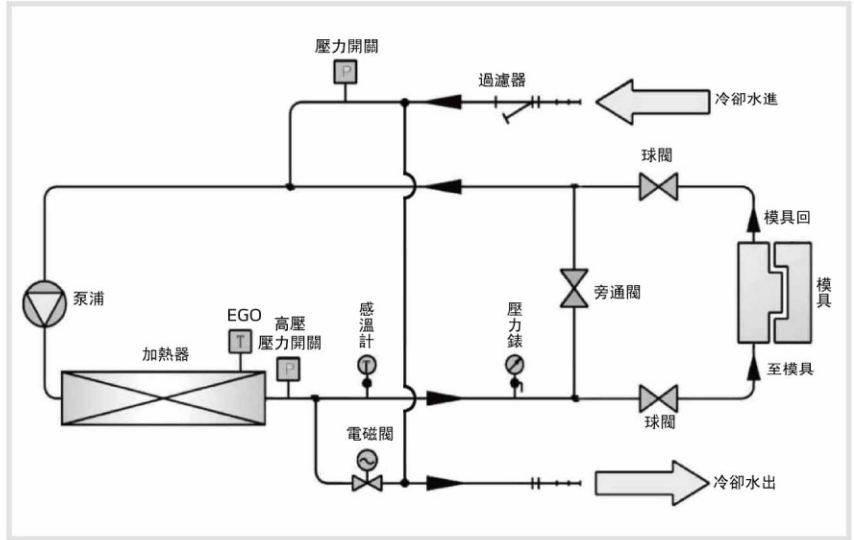 壓力開關
P
過濾器
冷卻水進
球閥
模具回
泵浦
EGO
T
高壓
壓力開關
P
加熱器
感溫計
T
壓力錶
旁通閥
模具
至模具
球閥
電磁閥
冷卻水出